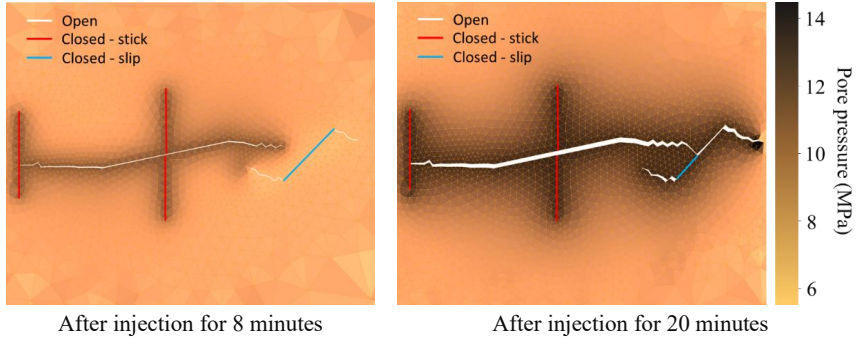 Open
Closed - stick
Closed - slip
Open
Closed - stick
Closed - slip
14
12
10
8
6
Pore pressure (MPa)
After injection for 8 minutes
After injection for 20 minutes